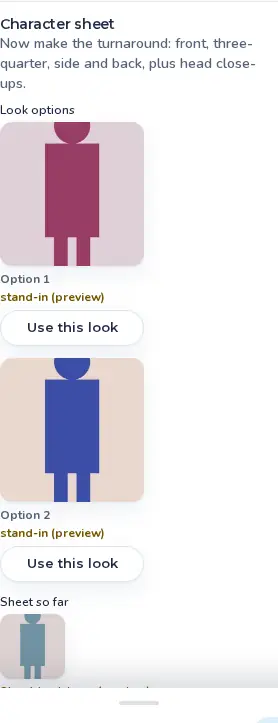 Character sheet
Now make the turnaround: front, three-
quarter, side and back, plus head close-
ups.
Look options
Option 1
stand-in (preview)
Use this look
Option 2
stand-in (preview)
Use this look
Sheet so far